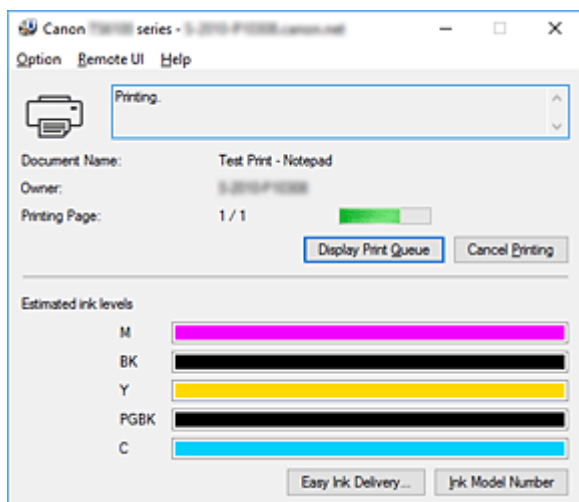 Canon series -
Option Remote UI Help
Printing.
Document Name: Test Print - Notepad
Owner:
Printing Page: 1 / 1
Display Print Queue Cancel Printing
Estimated ink levels
M
BK
Y
PGBK
C
Easy Ink Delivery... Ink Model Number